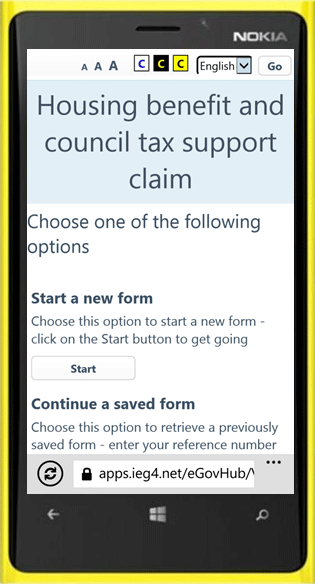 NOKIA
A A A C C C English Go
Housing benefit and
council tax support
claim
Choose one of the following
options
Start a new form
Choose this option to start a new form -
click on the Start button to get going
Start
Continue a saved form
Choose this option to retrieve a previously
saved form - enter your reference number
apps.ieg4.net/eGovHub/